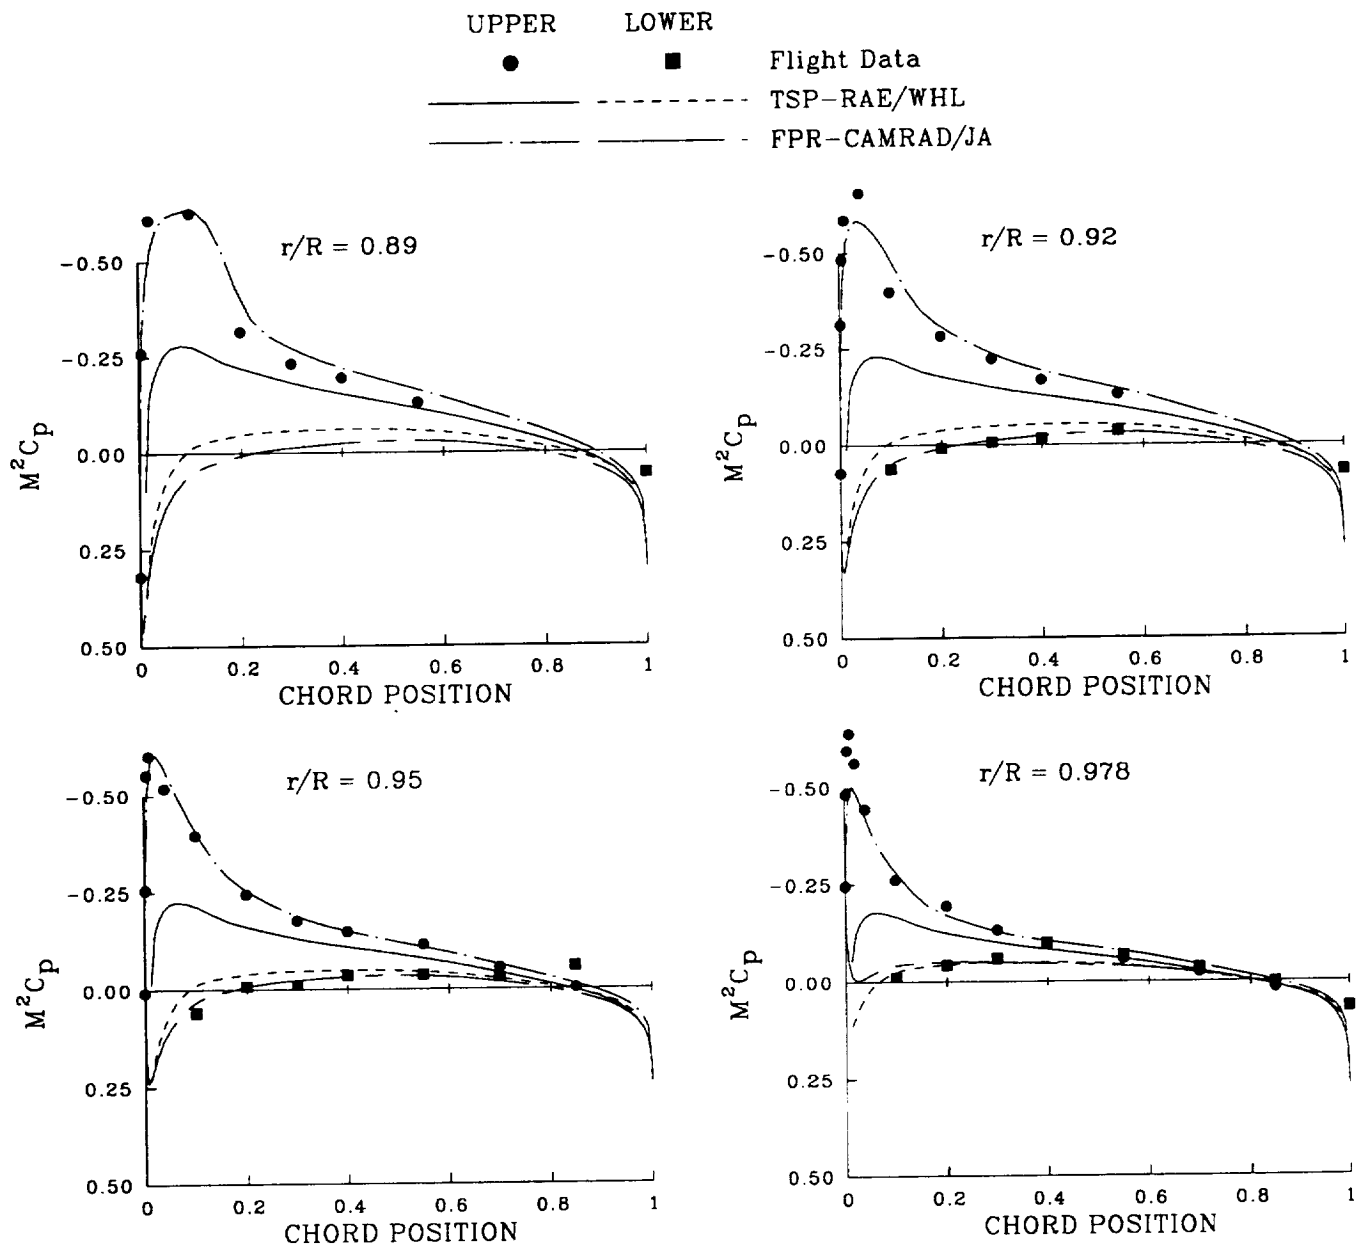 UPPER LOWER
Flight Data
TSP-RAE/WHL
FPR-CAMRAD/JA
r/R = 0.89
-0.50
-0.25
0.00
0.25
0.50
M²Cp
0 0.2 0.4 0.6 0.8 1
CHORD POSITION
r/R = 0.92
-0.50
-0.25
0.00
0.25
0.50
M²Cp
0 0.2 0.4 0.6 0.8 1
CHORD POSITION
r/R = 0.95
-0.50
-0.25
0.00
0.25
0.50
M²Cp
0 0.2 0.4 0.6 0.8 1
CHORD POSITION
r/R = 0.978
-0.50
-0.25
0.00
0.25
0.50
M²Cp
0 0.2 0.4 0.6 0.8 1
CHORD POSITION